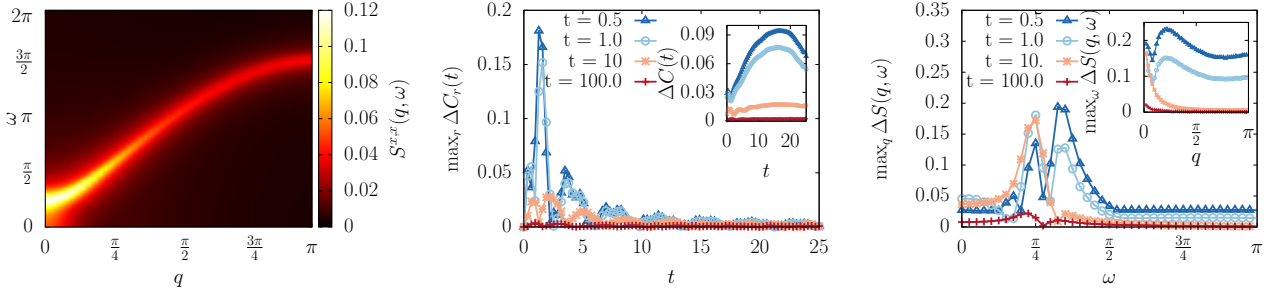 2π
3π/2
ω
π/2
0
0
π/4
π/2
3π/4
π
q
0.12
0.10
0.08
0.06
0.04
0.02
0.00
S^{x,x}(q, ω)
0.2
0.15
0.1
0.05
0
max_r ΔC_r(t)
t = 0.5
t = 1.0
t = 10
t = 100.0
0
5
10
15
20
25
t
0.09
0.06
0.03
0
ΔC(t)
0
10
20
t
0.35
0.3
0.25
0.2
0.15
0.1
0.05
0
max_q ΔS(q, ω)
t = 0.5
t = 1.0
t = 10.
t = 100.0
0
π/4
π/2
3π/4
π
ω
0.2
0.1
0
max_ω ΔS(q, ω)
0
π/2
π
q